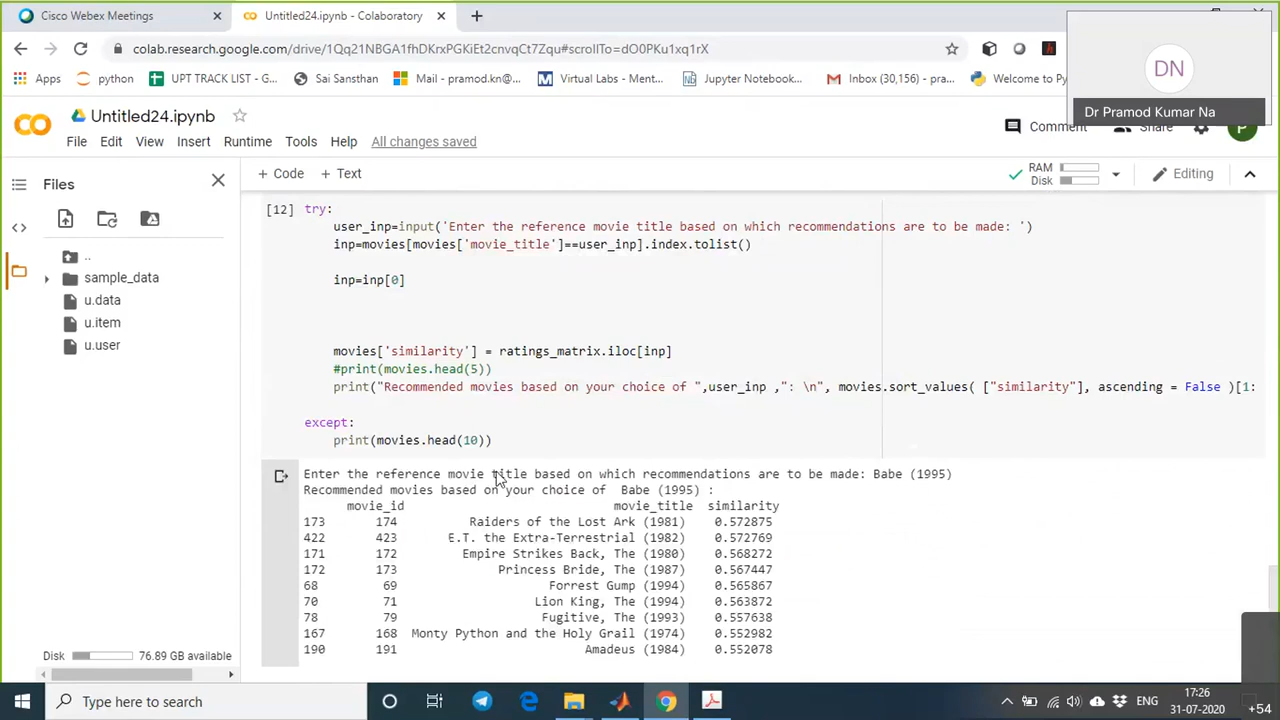 Cisco Webex Meetings
Untitled24.ipynb - Colaboratory
colab.research.google.com/drive/1Qq21NBGA1fhDKrxPGKiEt2cnvqCt7Zqu#scrollTo=dO0PKu1xq1rX
Apps
python
UPT TRACK LIST - G...
Sai Sansthan
Mail - pramod.kn@...
Virtual Labs - Ment...
Jupyter Notebook...
Inbox (30,156) - pra...
Welcome to Py
DN
Dr Pramod Kumar Na
Untitled24.ipynb
Comment
Share
P
File Edit View Insert Runtime Tools Help All changes saved
+ Code + Text
RAM
Disk
Editing
Files
..
sample_data
u.data
u.item
u.user
Disk
76.89 GB available
[12] try:
user_inp=input('Enter the reference movie title based on which recommendations are to be made: ')
inp=movies[movies['movie_title']==user_inp].index.tolist()
inp=inp[0]
movies['similarity'] = ratings_matrix.iloc[inp]
#print(movies.head(5))
print("Recommended movies based on your choice of ",user_inp ,": \n", movies.sort_values( ["similarity"], ascending = False )[1:
except:
print(movies.head(10))
Enter the reference movie title based on which recommendations are to be made: Babe (1995)
Recommended movies based on your choice of Babe (1995) :
movie_id movie_title similarity
173 174 Raiders of the Lost Ark (1981) 0.572875
422 423 E.T. the Extra-Terrestrial (1982) 0.572769
171 172 Empire Strikes Back, The (1980) 0.568272
172 173 Princess Bride, The (1987) 0.567447
68 69 Forrest Gump (1994) 0.565867
70 71 Lion King, The (1994) 0.563872
78 79 Fugitive, The (1993) 0.557638
167 168 Monty Python and the Holy Grail (1974) 0.552982
190 191 Amadeus (1984) 0.552078
Type here to search
ENG
17:26
31-07-2020
+54